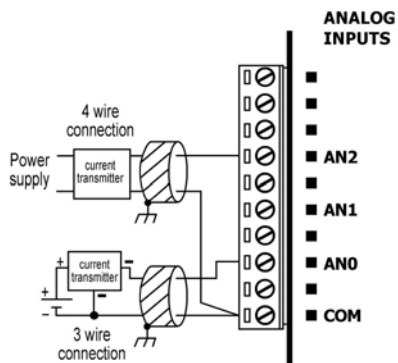 ANALOG
INPUTS
4 wire
connection
Power
supply
current
transmitter
AN2
AN1
+
current
transmitter
-
AN0
+
-
-
COM
3 wire
connection